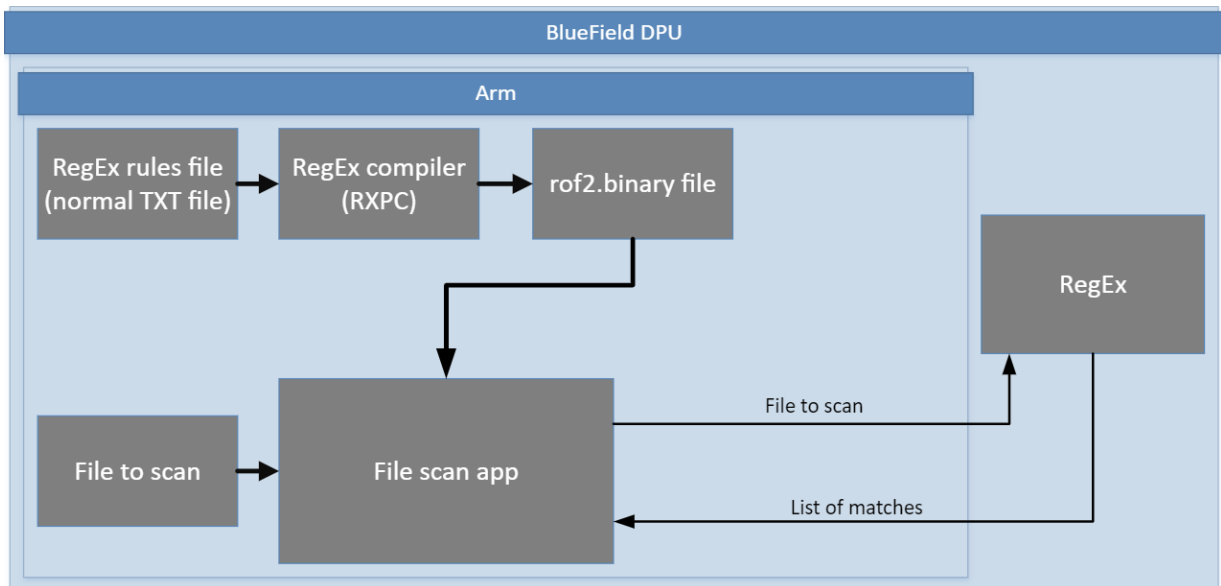 BlueField DPU
Arm
RegEx rules file
(normal TXT file)
RegEx compiler
(RXPC)
rof2.binary file
RegEx
File to scan
File scan app
File to scan
List of matches